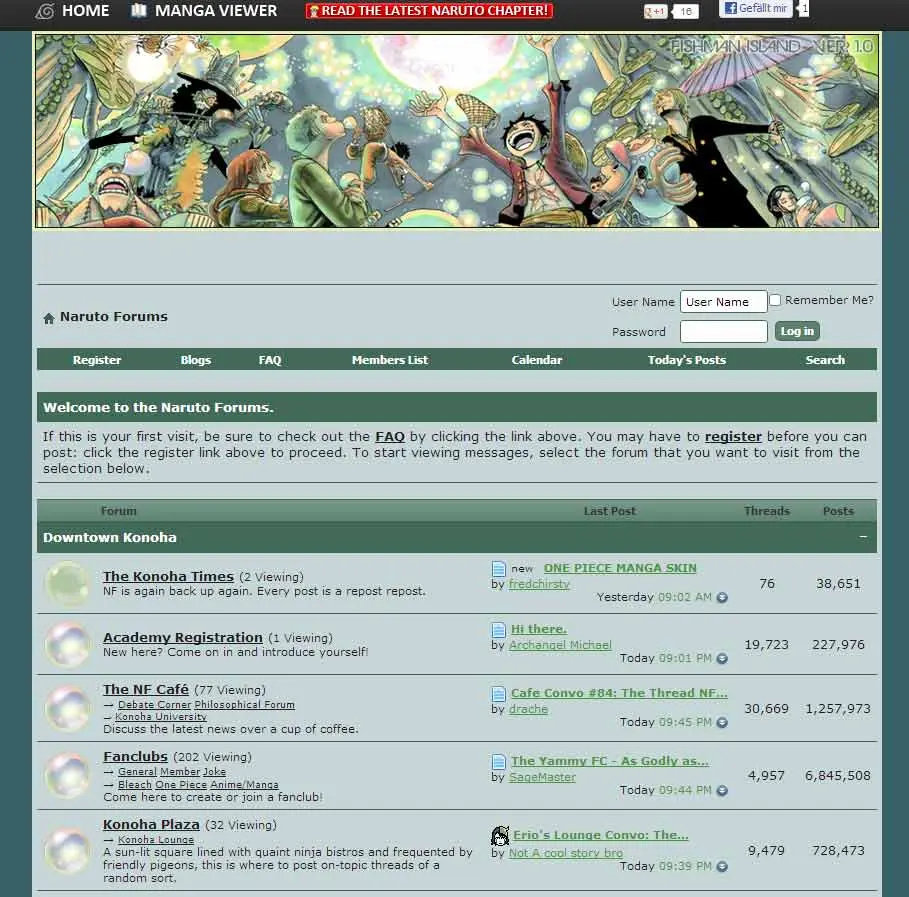 HOME MANGA VIEWER READ THE LATEST NARUTO CHAPTER! g +1 16 Gefällt mir 1
FISHMAN ISLAND - VER: 1.0
Naruto Forums
User Name User Name Remember Me?
Password Log in
Register Blogs FAQ Members List Calendar Today's Posts Search
Welcome to the Naruto Forums.
If this is your first visit, be sure to check out the FAQ by clicking the link above. You may have to register before you can
post: click the register link above to proceed. To start viewing messages, select the forum that you want to visit from the
selection below.
Forum Last Post Threads Posts
Downtown Konoha
The Konoha Times (2 Viewing)
NF is again back up again. Every post is a repost repost.
new ONE PIECE MANGA SKIN
by fredchirsty
Yesterday 09:02 AM
76 38,651
Academy Registration (1 Viewing)
New here? Come on in and introduce yourself!
Hi there.
by Archangel Michael
Today 09:01 PM
19,723 227,976
The NF Café (77 Viewing)
→ Debate Corner Philosophical Forum
→ Konoha University
Discuss the latest news over a cup of coffee.
Cafe Convo #84: The Thread NF...
by drache
Today 09:45 PM
30,669 1,257,973
Fanclubs (202 Viewing)
→ General Member Joke
→ Bleach One Piece Anime/Manga
Come here to create or join a fanclub!
The Yammy FC - As Godly as...
by SageMaster
Today 09:44 PM
4,957 6,845,508
Konoha Plaza (32 Viewing)
→ Konoha Lounge
A sun-lit square lined with quaint ninja bistros and frequented by
friendly pigeons, this is where to post on-topic threads of a
random sort.
Erio's Lounge Convo: The...
by Not A cool story bro
Today 09:39 PM
9,479 728,473